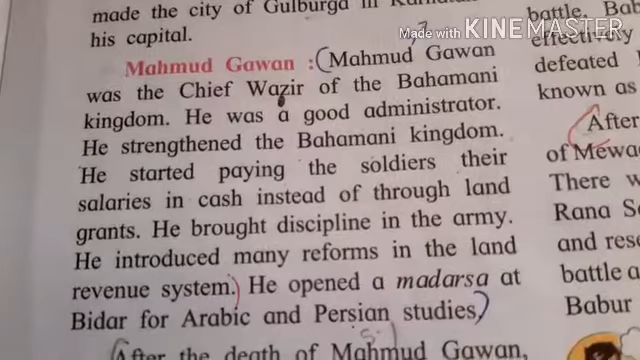 Made with KINEMASTER
made the city of Gulburga in
his capital.
Mahmud Gawan : Mahmud Gawan
was the Chief Wazir of the Bahamani
kingdom. He was a good administrator.
He strengthened the Bahamani kingdom.
He started paying the soldiers their
salaries in cash instead of through land
grants. He brought discipline in the army.
He introduced many reforms in the land
revenue system. He opened a madarsa at
Bidar for Arabic and Persian studies.
After the death of Mahmud Gawan,
battle, Bab
effectively
defeated
known as
After
of Mewa
There w
Rana S
and rese
battle a
Babur